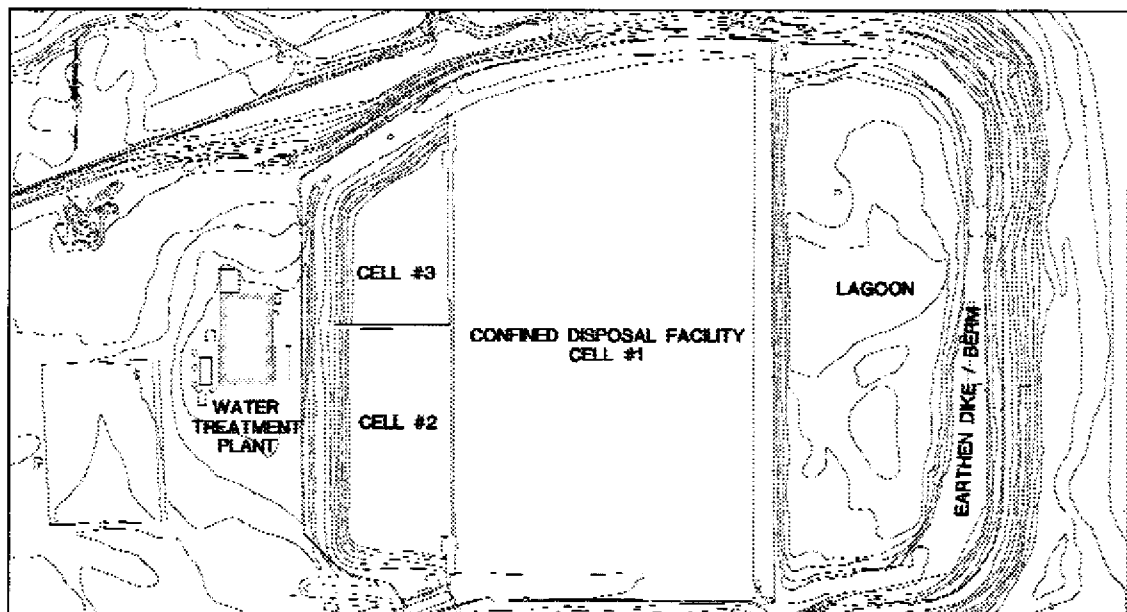 CELL #3
LAGOON
CONFINED DISPOSAL FACILITY
CELL #1
WATER
TREATMENT
PLANT
CELL #2
EARTHEN DIKE / BERM